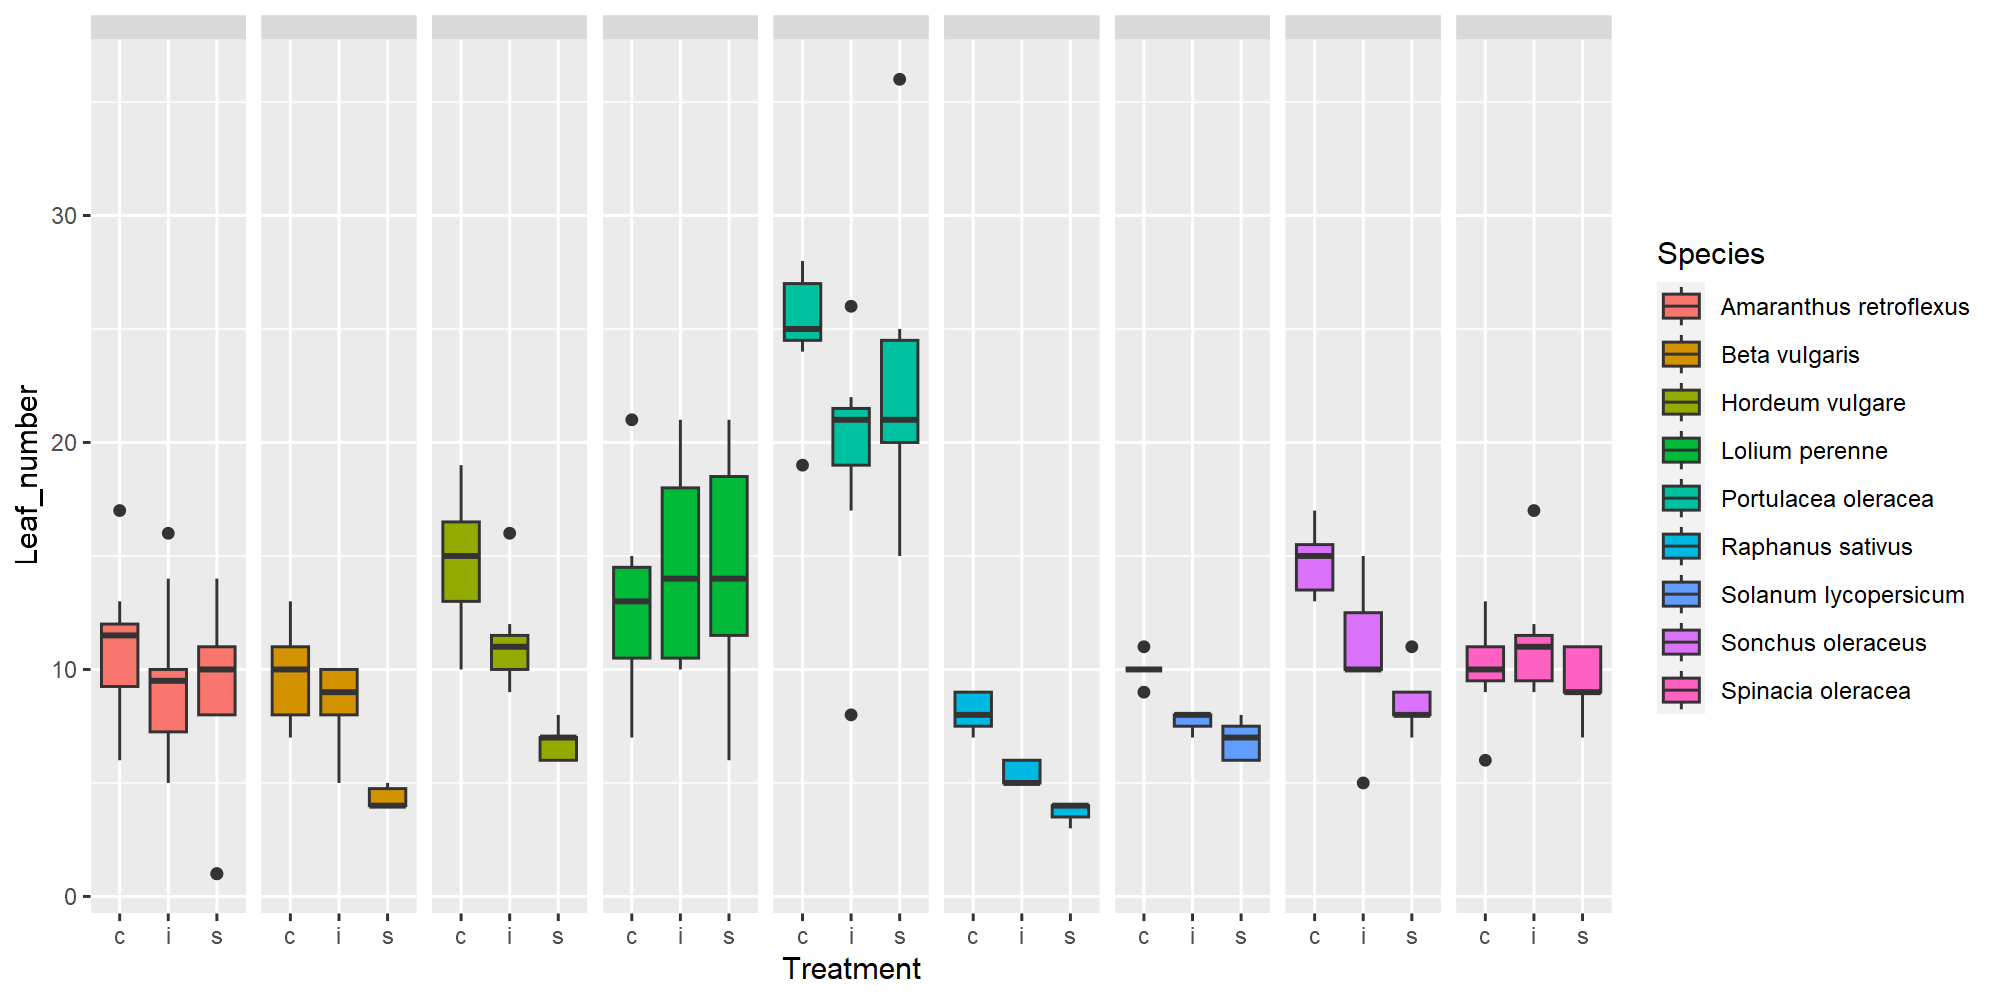 30
20
10
0
Leaf_number
c i s c i s c i s c i s c i s c i s c i s c i s c i s
Treatment
Species
Amaranthus retroflexus
Beta vulgaris
Hordeum vulgare
Lolium perenne
Portulacea oleracea
Raphanus sativus
Solanum lycopersicum
Sonchus oleraceus
Spinacia oleracea